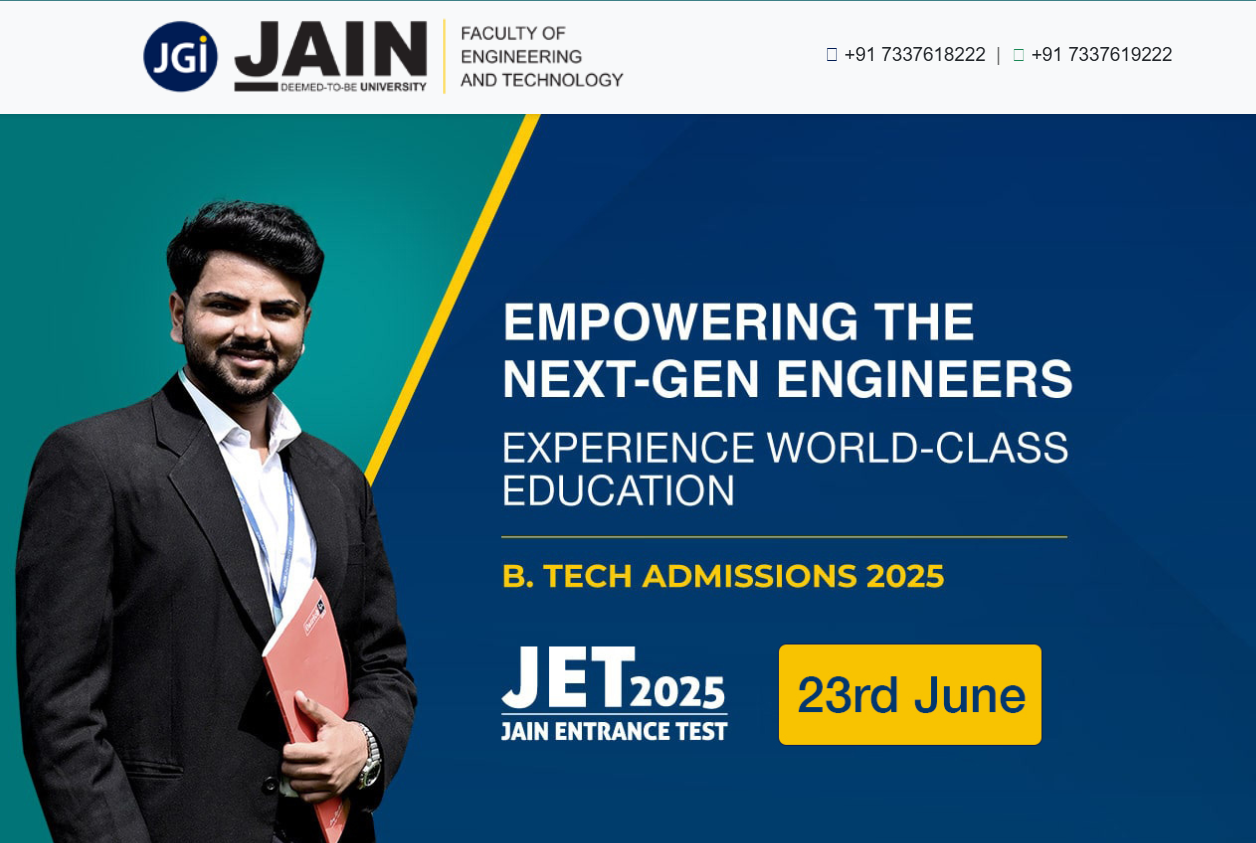 JGi
JAIN
DEEMED-TO-BE UNIVERSITY
FACULTY OF
ENGINEERING
AND TECHNOLOGY
+91 7337618222 | +91 7337619222
EMPOWERING THE
NEXT-GEN ENGINEERS
EXPERIENCE WORLD-CLASS
EDUCATION
B. TECH ADMISSIONS 2025
JET2025
JAIN ENTRANCE TEST
23rd June